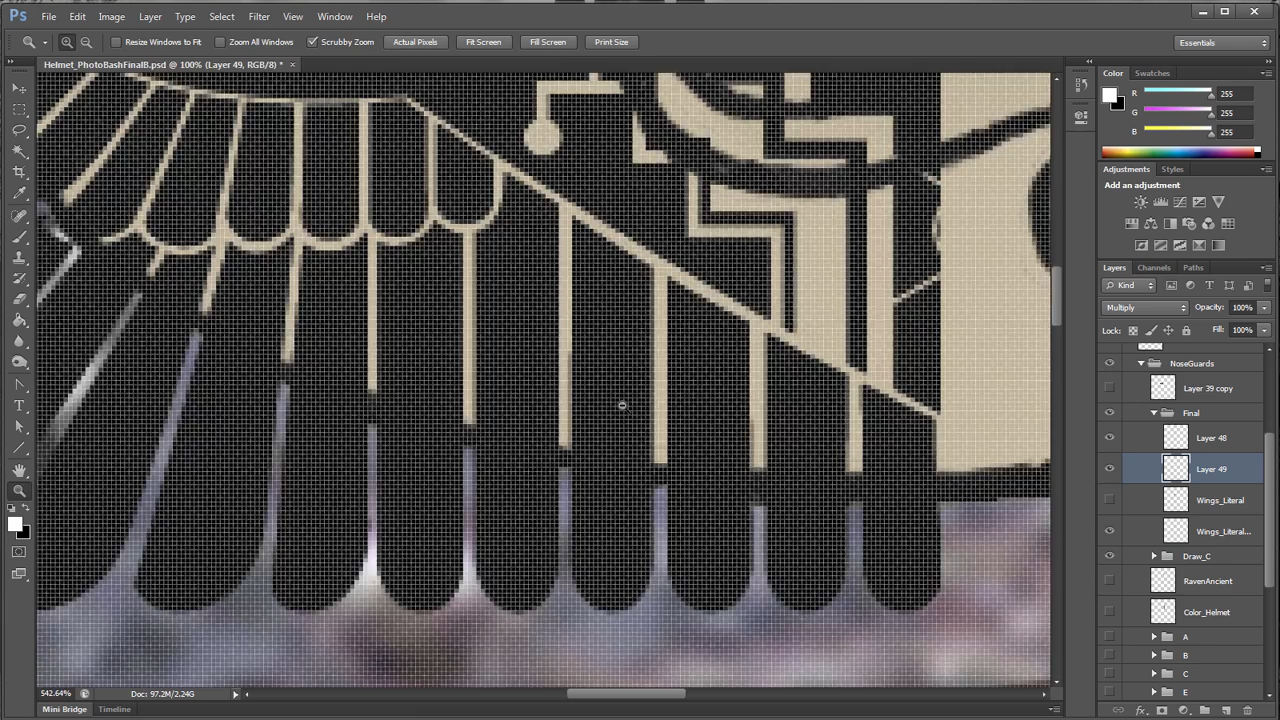 Ps File Edit Image Layer Type Select Filter View Window Help
Resize Windows to Fit Zoom All Windows Scrubby Zoom Actual Pixels Fit Screen Fill Screen Print Size Essentials
Helmet_PhotoBashFinalB.psd @ 100% (Layer 49, RGB/8) *
Color Swatches
R 255
G 255
B 255
Adjustments Styles
Add an adjustment
Layers Channels Paths
Kind
Multiply Opacity: 100%
Lock: Fill: 100%
NoseGuards
Layer 39 copy
Final
Layer 48
Layer 49
Wings_Literal
Wings_Literal...
Draw_C
RavenAncient
Color_Helmet
A
B
C
E
542.64% Doc: 97.2M/2.24G
Mini Bridge Timeline